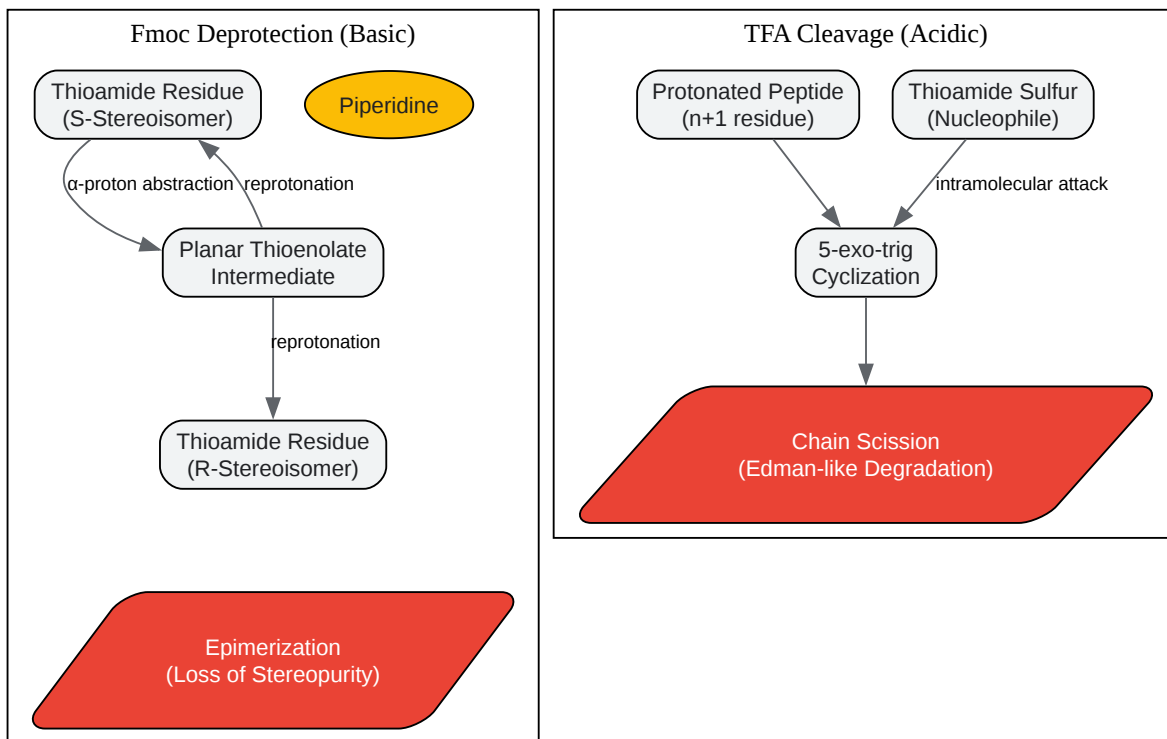 Fmoc Deprotection (Basic)
Thioamide Residue
(S-Stereoisomer)
Piperidine
α-proton abstraction
reprotonation
Planar Thioenolate
Intermediate
reprotonation
Thioamide Residue
(R-Stereoisomer)
Epimerization
(Loss of Stereopurity)
TFA Cleavage (Acidic)
Protonated Peptide
(n+1 residue)
Thioamide Sulfur
(Nucleophile)
intramolecular attack
5-exo-trig
Cyclization
Chain Scission
(Edman-like Degradation)